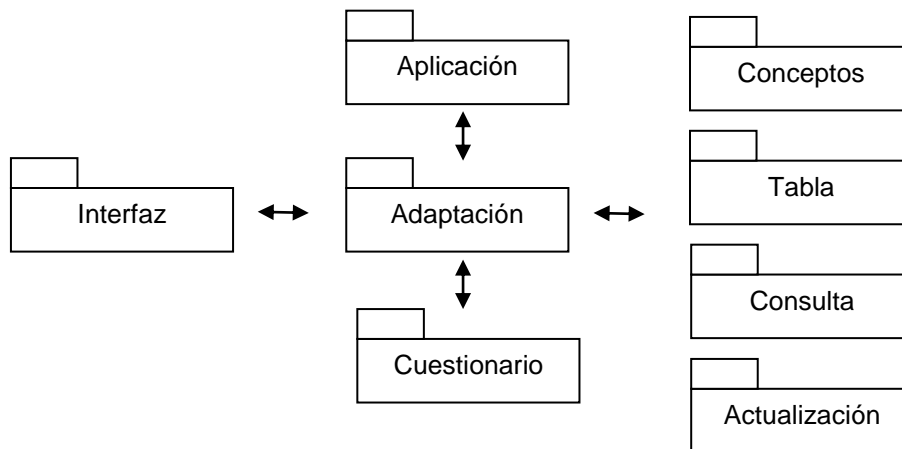 Aplicación
Conceptos
Interfaz
Adaptación
Tabla
Consulta
Cuestionario
Actualización